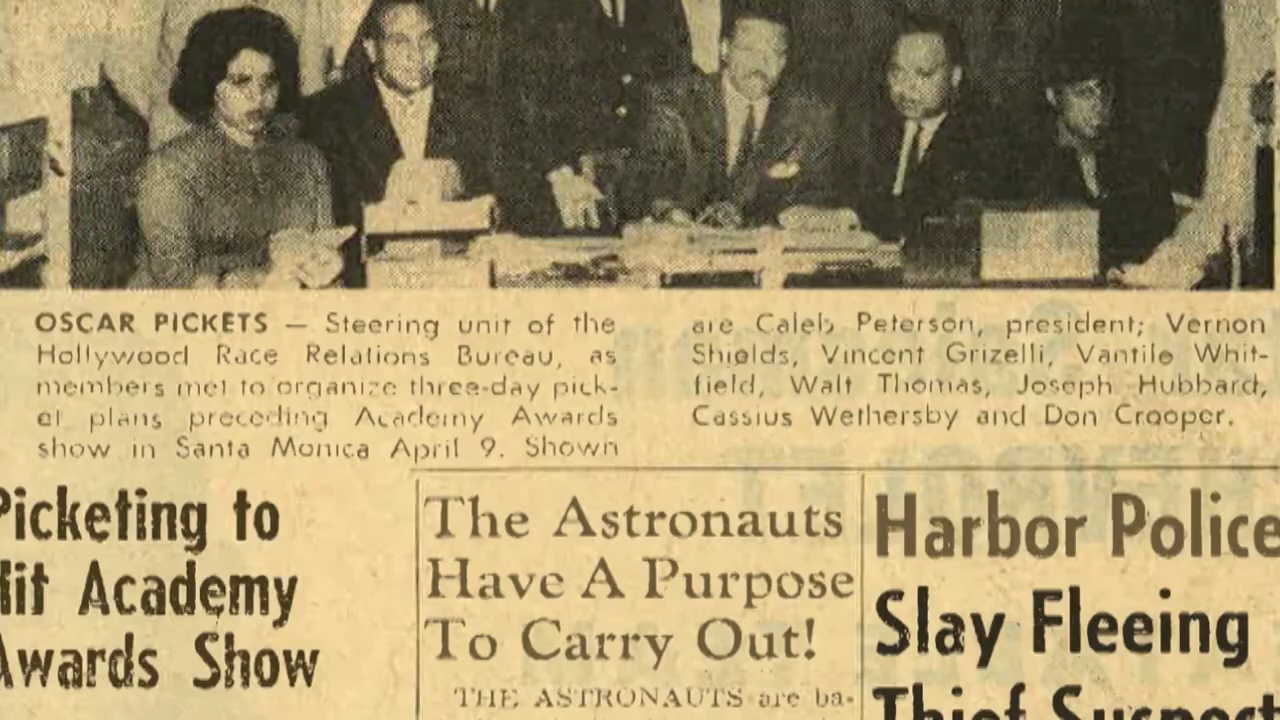 OSCAR PICKETS — Steering unit of the
Hollywood Race Relations Bureau, as
members met to organize three-day pick-
et plans preceding Academy Awards
show in Santa Monica April 9. Shown
are Caleb Peterson, president; Vernon
Shields, Vincent Grizelli, Vantile Whit-
field, Walt Thomas, Joseph Hubbard,
Cassius Wethersby and Don Crooper.
Picketing to
Hit Academy
Awards Show
The Astronauts
Have A Purpose
To Carry Out!
THE ASTRONAUTS are ba-
Harbor Police
Slay Fleeing
Thief Suspect